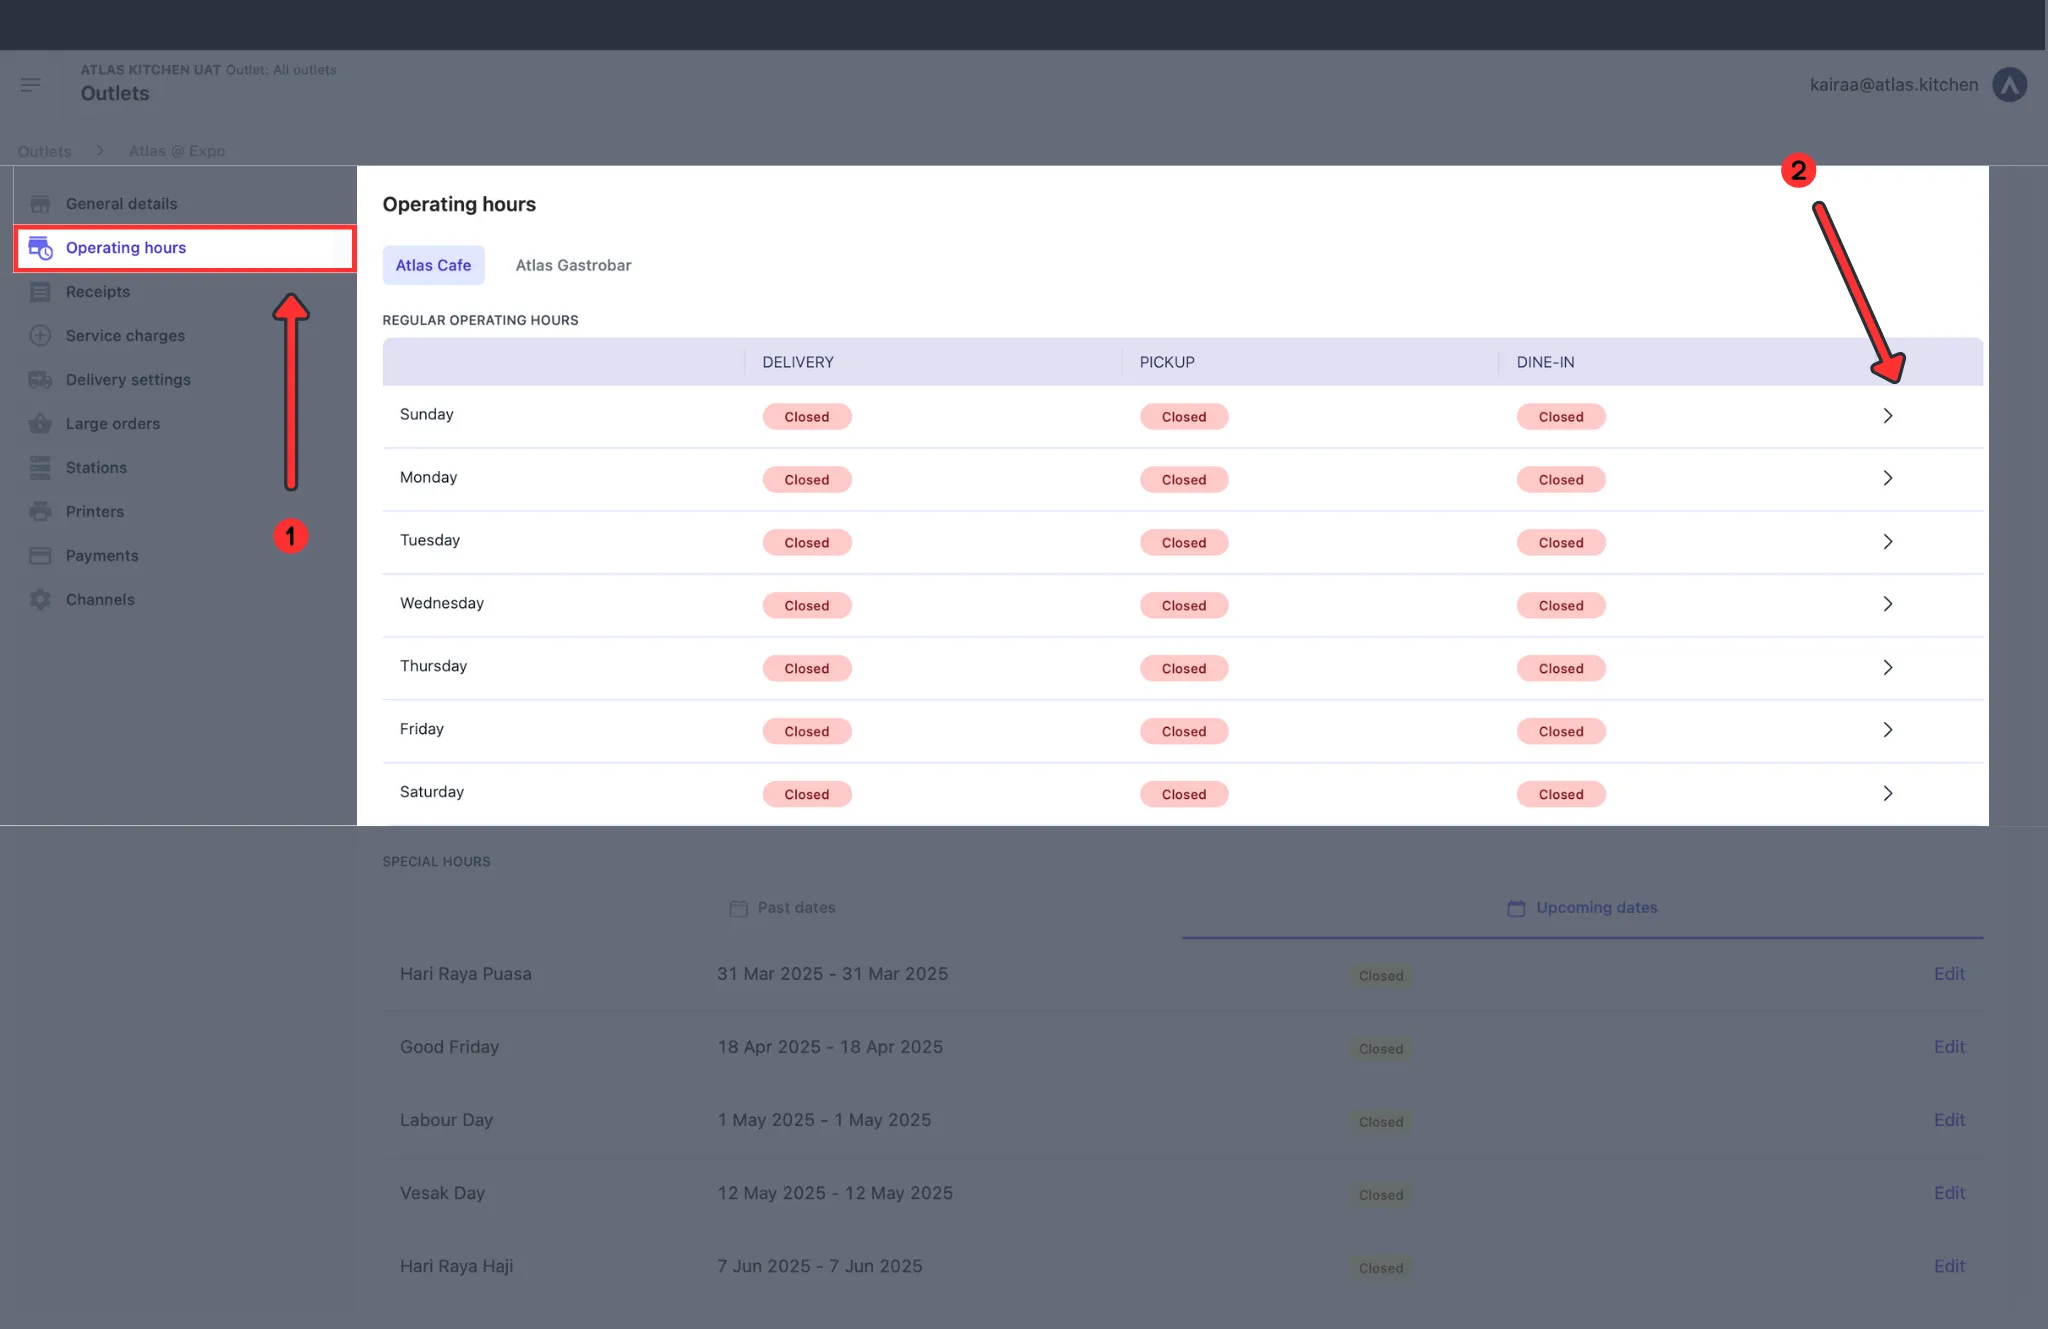 ATLAS KITCHEN UAT Outlet: All outlets
Outlets
kairaa@atlas.kitchen
Outlets > Atlas @ Expo
General details
Operating hours
Receipts
Service charges
Delivery settings
Large orders
Stations
Printers
Payments
Channels
1
2
Operating hours
Atlas Cafe Atlas Gastrobar
REGULAR OPERATING HOURS
DELIVERY PICKUP DINE-IN
Sunday Closed Closed Closed
Monday Closed Closed Closed
Tuesday Closed Closed Closed
Wednesday Closed Closed Closed
Thursday Closed Closed Closed
Friday Closed Closed Closed
Saturday Closed Closed Closed
SPECIAL HOURS
Past dates Upcoming dates
Hari Raya Puasa 31 Mar 2025 - 31 Mar 2025 Closed Edit
Good Friday 18 Apr 2025 - 18 Apr 2025 Closed Edit
Labour Day 1 May 2025 - 1 May 2025 Closed Edit
Vesak Day 12 May 2025 - 12 May 2025 Closed Edit
Hari Raya Haji 7 Jun 2025 - 7 Jun 2025 Closed Edit